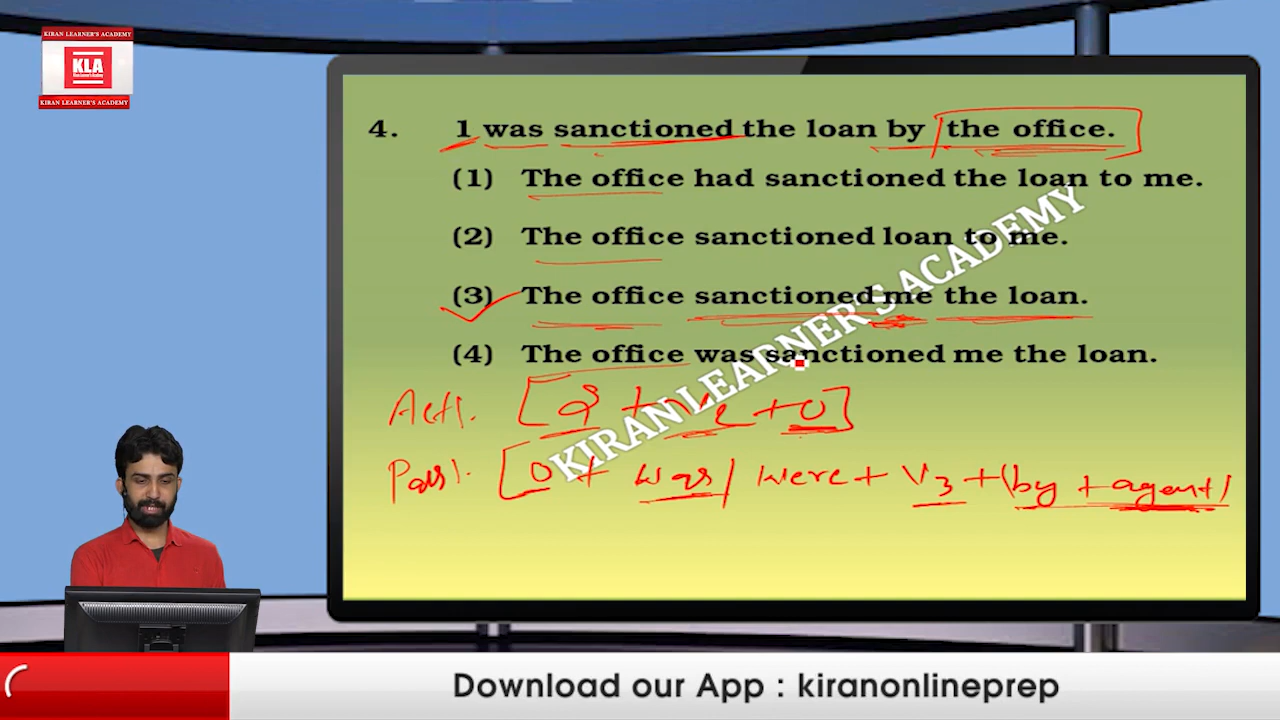 KIRAN LEARNER'S ACADEMY
KLA
KIRAN LEARNER'S ACADEMY
4. 1 was sanctioned the loan by the office.
(1) The office had sanctioned the loan to me.
(2) The office sanctioned loan to me.
(3) The office sanctioned me the loan.
(4) The office was sanctioned me the loan.
KIRAN LEARNER'S ACADEMY
[O + was / were + V3 + (by + agent)
Download our App : kiranonlineprep